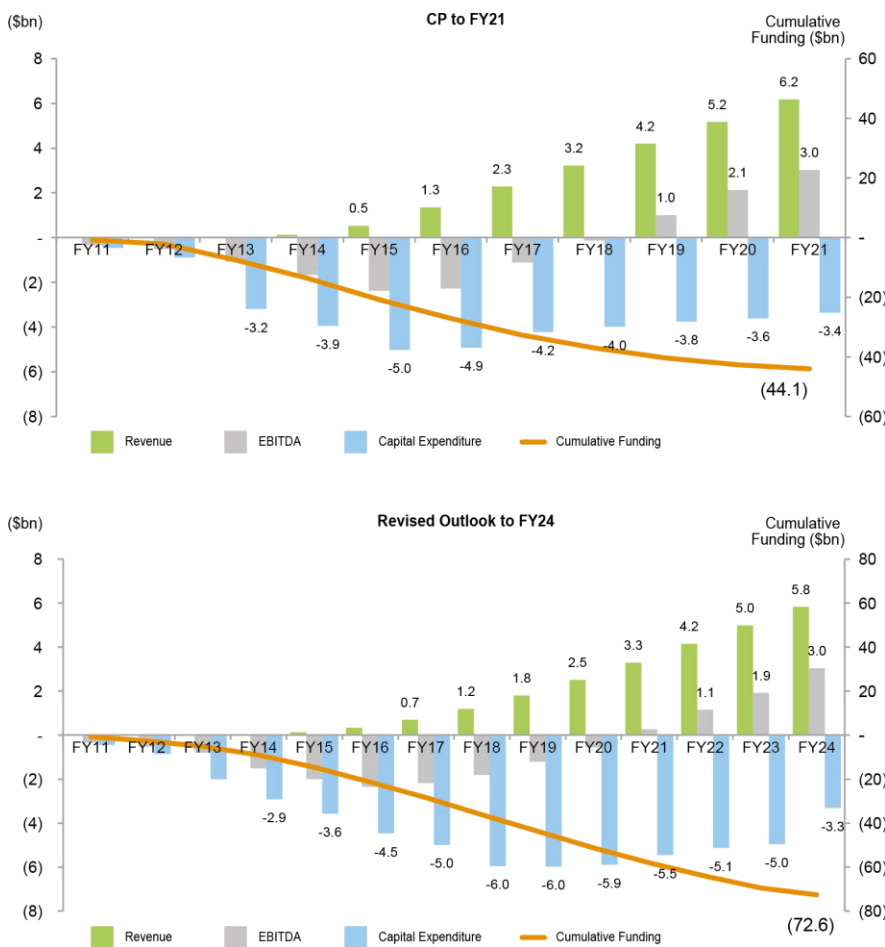 ($bn) CP to FY21 Cumulative
Funding ($bn)
8 60
6.2
6 5.2 40
4.2
4 3.2 3.0
2.3 2.1 20
2 1.3 1.0
0.5
- -
FY11 FY12 FY13 FY14 FY15 FY16 FY17 FY18 FY19 FY20 FY21
(2) (20)
-3.2 -3.9 -5.0 -4.9 -4.2 -4.0 -3.8 -3.6 -3.4
(4) (40)
(6) (44.1)
(8) (60)
Revenue EBITDA Capital Expenditure Cumulative Funding
($bn) Revised Outlook to FY24 Cumulative
Funding ($bn)
8 80
6 5.8 60
5.0
4 4.2 40
3.3 3.0
2 2.5 20
1.8 1.9
0.7 1.2 1.1
- -
FY11 FY12 FY13 FY14 FY15 FY16 FY17 FY18 FY19 FY20 FY21 FY22 FY23 FY24
(2) (20)
-2.9 -3.6 -4.5 -5.0 -6.0 -6.0 -5.9 -5.5 -5.1 -5.0 -3.3
(4) (40)
(6) (60)
(8) (80)
(72.6)
Revenue EBITDA Capital Expenditure Cumulative Funding